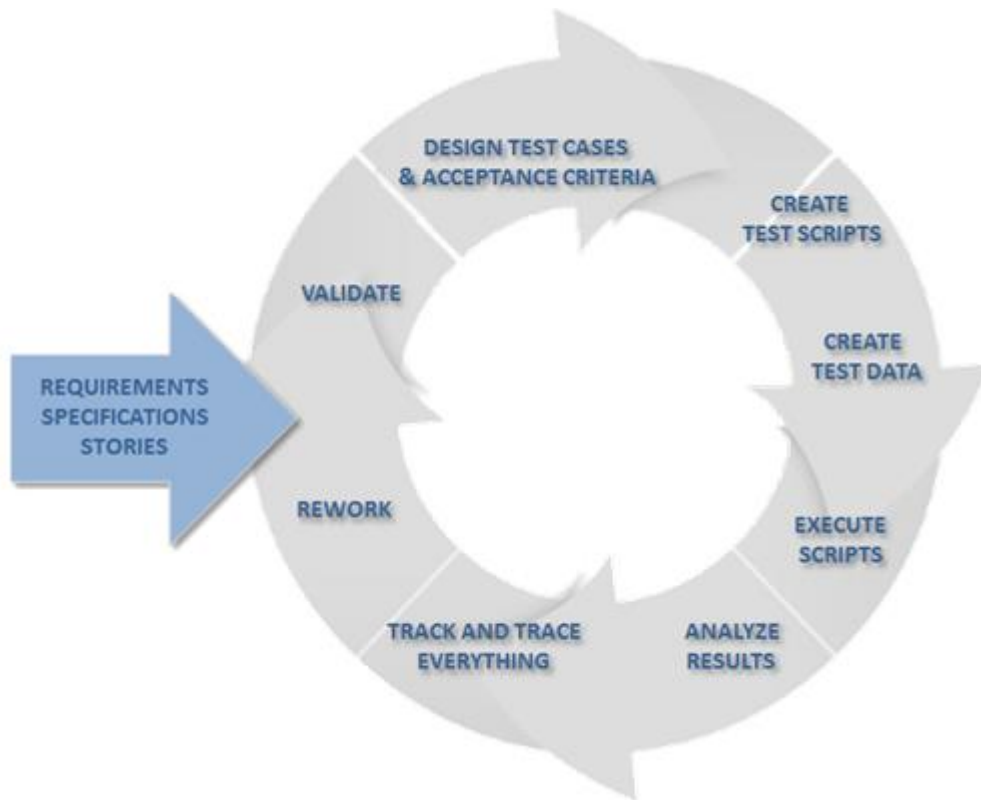 DESIGN TEST CASES
& ACCEPTANCE CRITERIA
CREATE
TEST SCRIPTS
CREATE
TEST DATA
EXECUTE
SCRIPTS
ANALYZE
RESULTS
TRACK AND TRACE
EVERYTHING
REWORK
VALIDATE
REQUIREMENTS
SPECIFICATIONS
STORIES